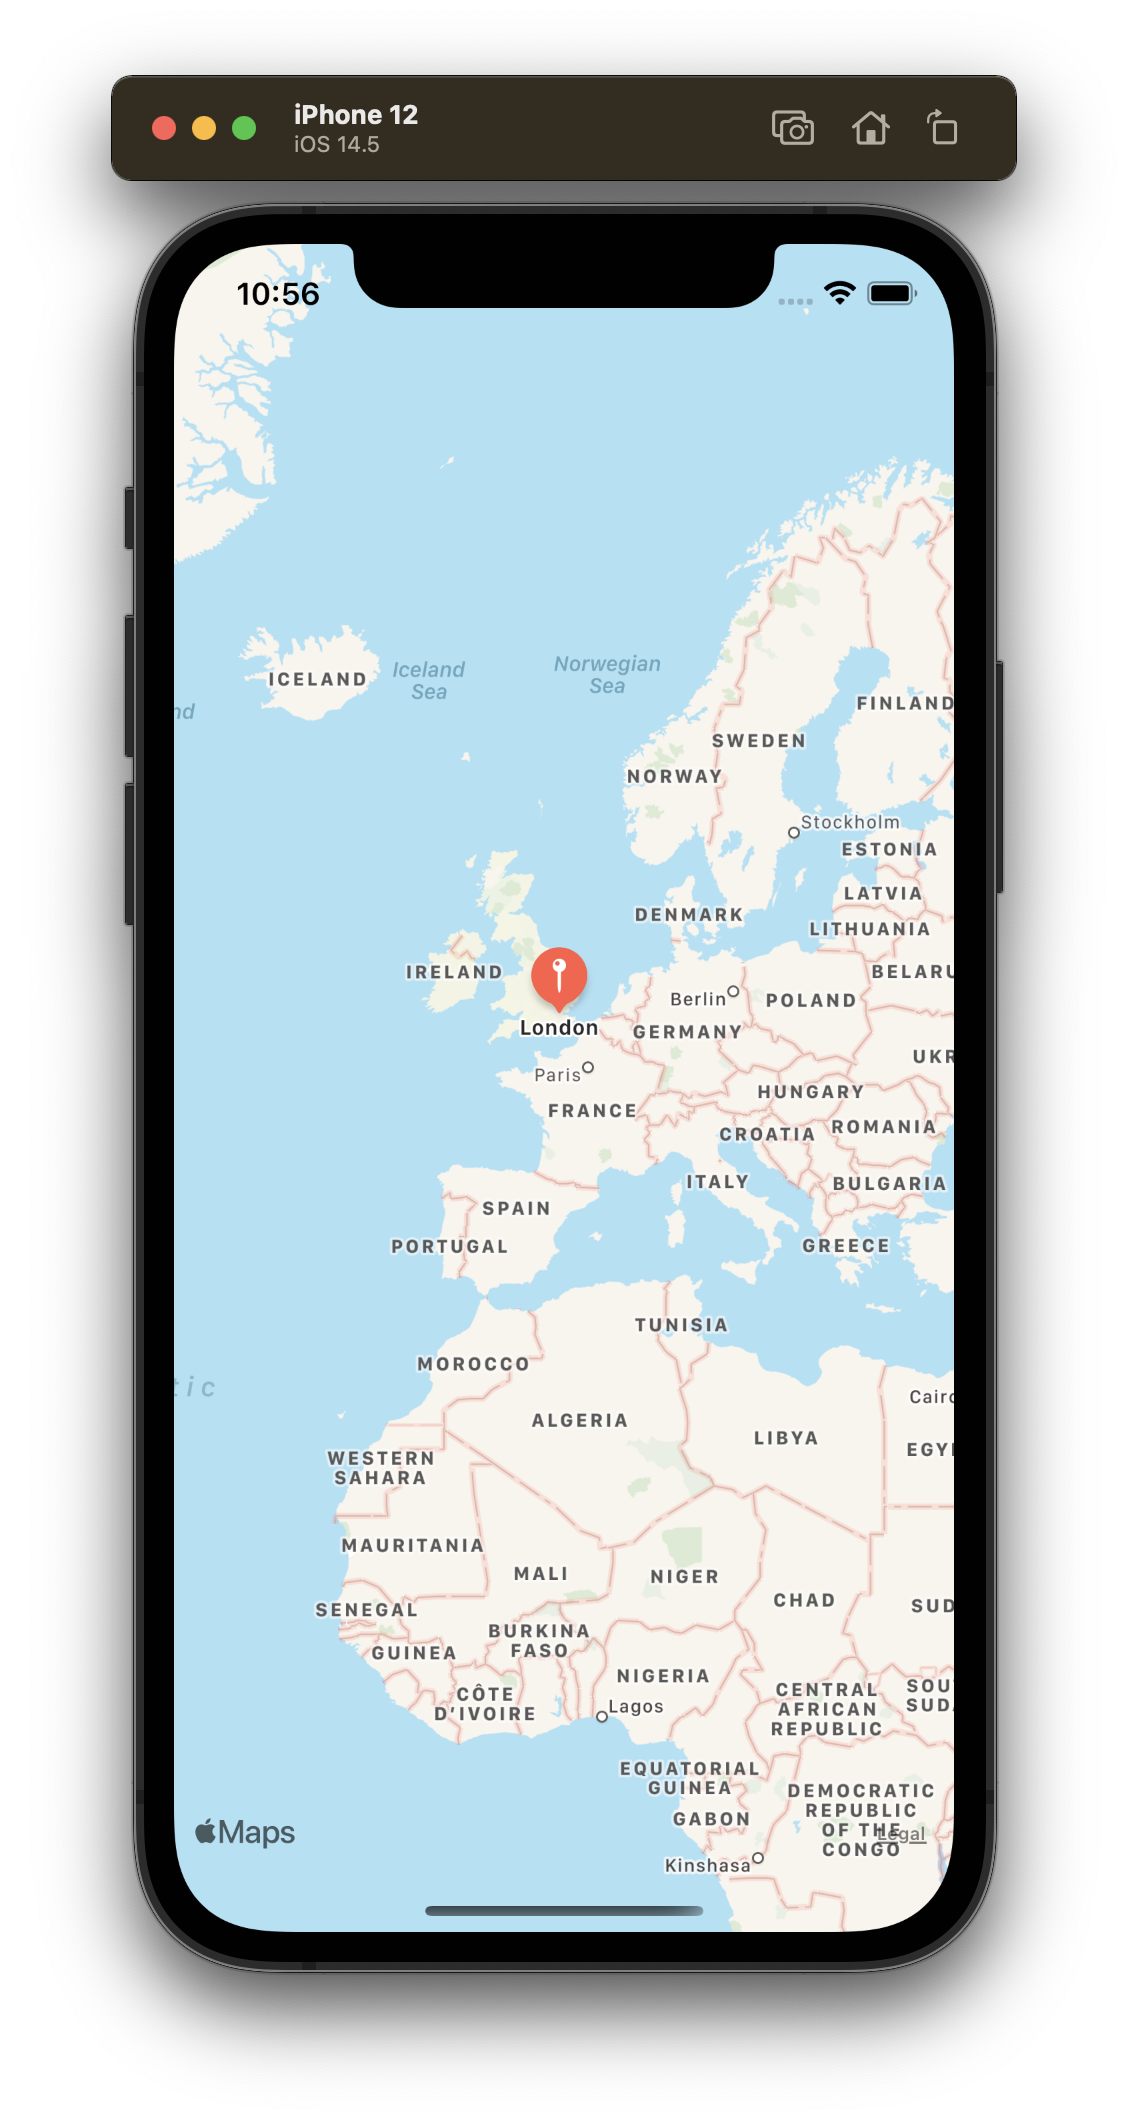 iPhone 12
iOS 14.5
10:56
ICELAND
Iceland
Sea
Norwegian
Sea
nd
FINLAND
SWEDEN
NORWAY
Stockholm
ESTONIA
LATVIA
DENMARK
LITHUANIA
IRELAND
BELARU
Berlin
POLAND
London
GERMANY
UKR
Paris
HUNGARY
FRANCE
ROMANIA
CROATIA
ITALY
BULGARIA
SPAIN
PORTUGAL
GREECE
TUNISIA
MOROCCO
tic
Cairo
ALGERIA
LIBYA
EGYP
WESTERN
SAHARA
MAURITANIA
MALI
NIGER
CHAD
SUD
SENEGAL
BURKINA
FASO
GUINEA
NIGERIA
CÔTE
D'IVOIRE
Lagos
CENTRAL
AFRICAN
REPUBLIC
SOU
SUDA
EQUATORIAL
GUINEA
DEMOCRATIC
REPUBLIC
OF THE
CONGO
GABON
Maps
Legal
Kinshasa